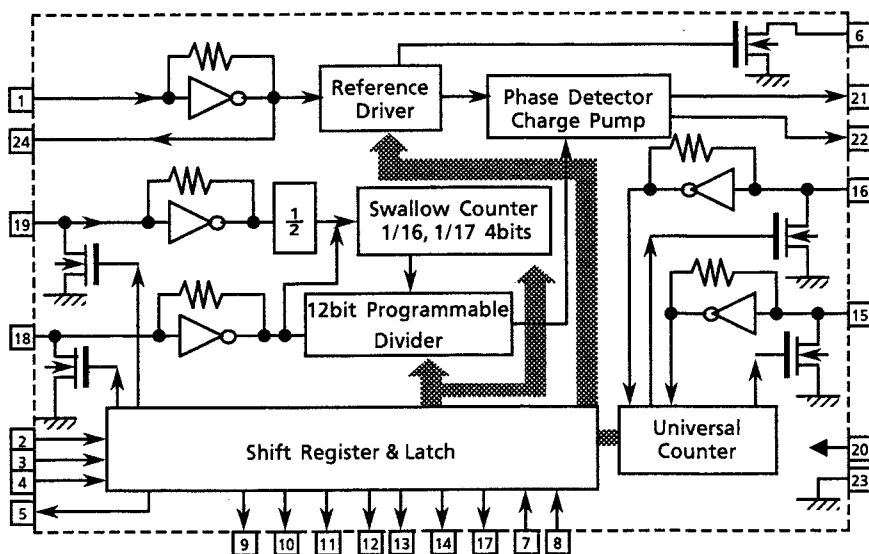 6
1
Reference
Driver
Phase Detector
Charge Pump
21
24
22
16
19
1/2
Swallow Counter
1/16, 1/17 4bits
18
12bit Programmable
Divider
15
2
3
4
5
Shift Register & Latch
Universal
Counter
20
23
9 10 11 12 13 14 17 7 8